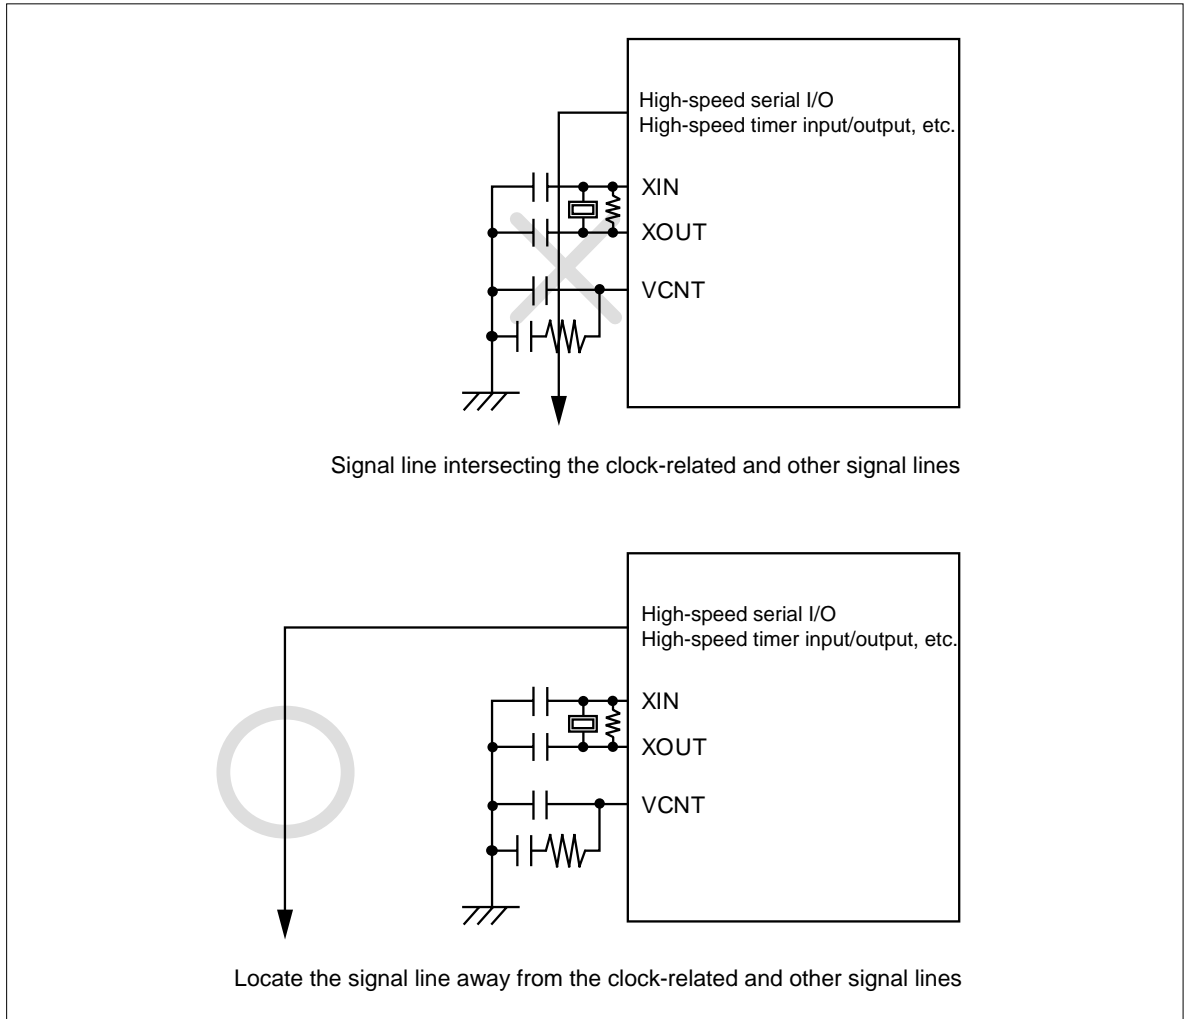 High-speed serial I/O
High-speed timer input/output, etc.
XIN
XOUT
VCNT
Signal line intersecting the clock-related and other signal lines
High-speed serial I/O
High-speed timer input/output, etc.
XIN
XOUT
VCNT
Locate the signal line away from the clock-related and other signal lines